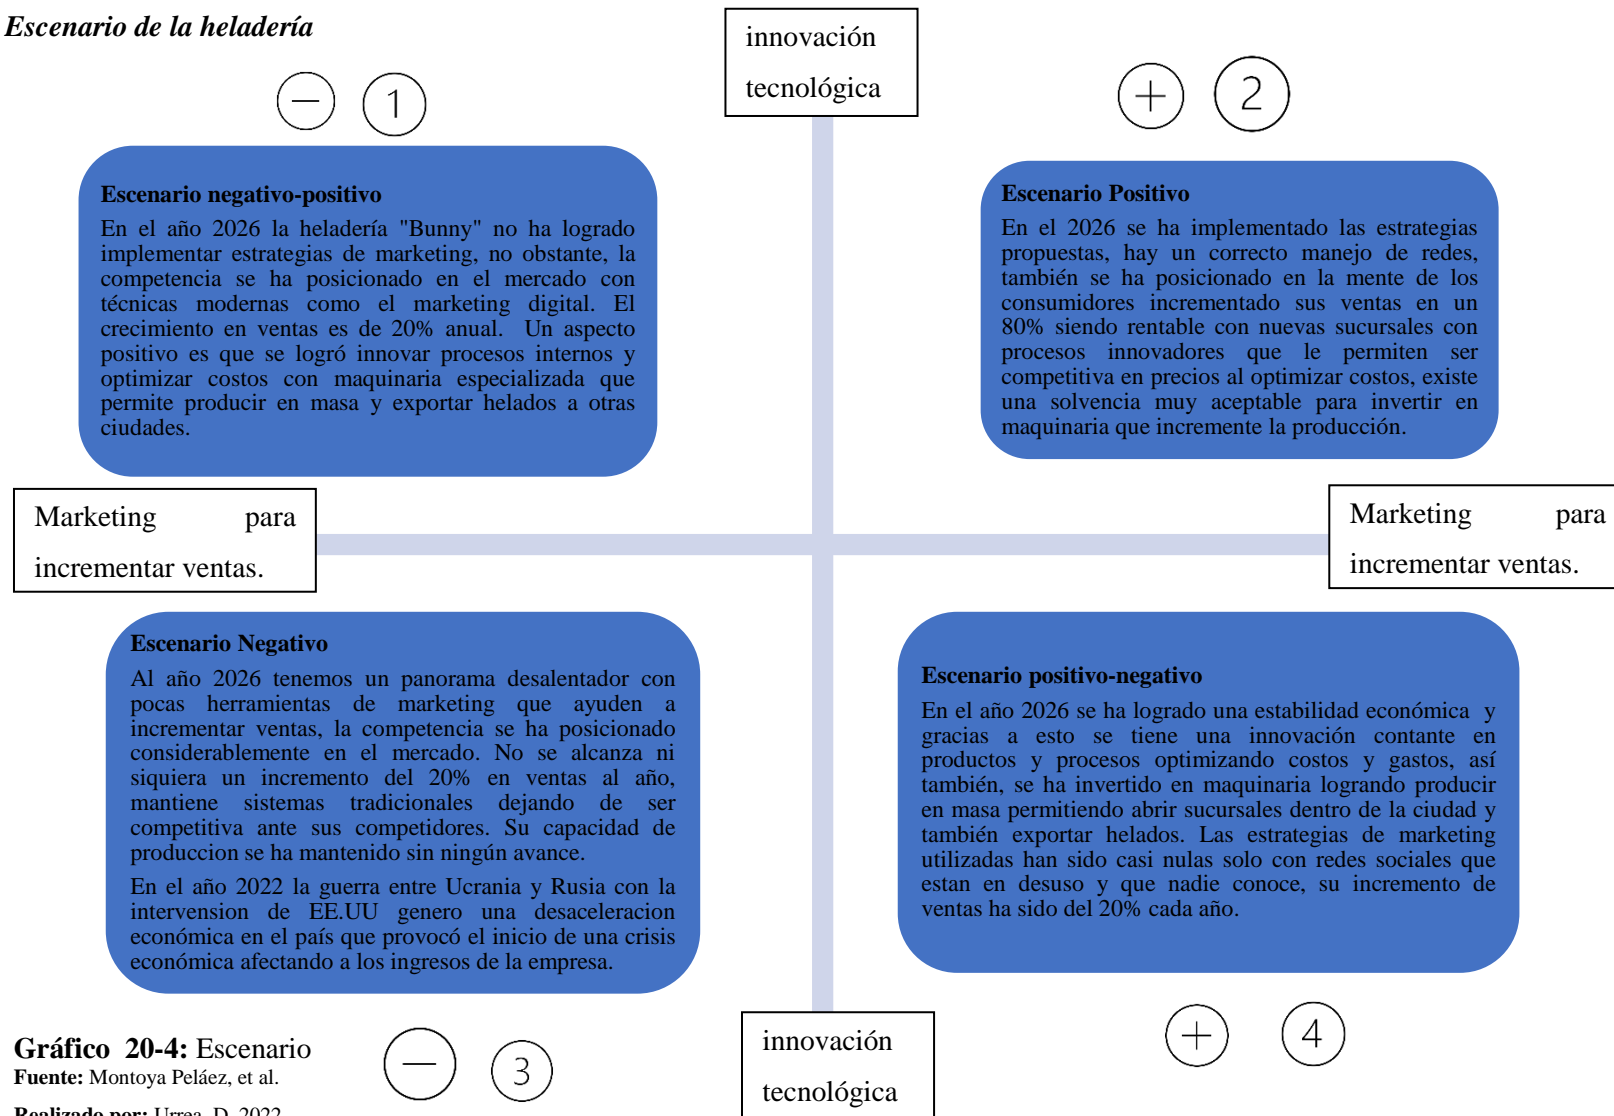 Escenario de la heladería
innovación
tecnológica
− 1
+ 2
Escenario negativo-positivo
En el año 2026 la heladería "Bunny" no ha logrado
implementar estrategias de marketing, no obstante, la
competencia se ha posicionado en el mercado con
técnicas modernas como el marketing digital. El
crecimiento en ventas es de 20% anual. Un aspecto
positivo es que se logró innovar procesos internos y
optimizar costos con maquinaria especializada que
permite producir en masa y exportar helados a otras
ciudades.
Escenario Positivo
En el 2026 se ha implementado las estrategias
propuestas, hay un correcto manejo de redes,
también se ha posicionado en la mente de los
consumidores incrementado sus ventas en un
80% siendo rentable con nuevas sucursales con
procesos innovadores que le permiten ser
competitiva en precios al optimizar costos, existe
una solvencia muy aceptable para invertir en
maquinaria que incremente la producción.
Marketing para
incrementar ventas.
Marketing para
incrementar ventas.
Escenario Negativo
Al año 2026 tenemos un panorama desalentador con
pocas herramientas de marketing que ayuden a
incrementar ventas, la competencia se ha posicionado
considerablemente en el mercado. No se alcanza ni
siquiera un incremento del 20% en ventas al año,
mantiene sistemas tradicionales dejando de ser
competitiva ante sus competidores. Su capacidad de
produccion se ha mantenido sin ningún avance.
En el año 2022 la guerra entre Ucrania y Rusia con la
intervension de EE.UU genero una desaceleracion
económica en el país que provocó el inicio de una crisis
económica afectando a los ingresos de la empresa.
Escenario positivo-negativo
En el año 2026 se ha logrado una estabilidad económica y
gracias a esto se tiene una innovación contante en
productos y procesos optimizando costos y gastos, así
también, se ha invertido en maquinaria logrando producir
en masa permitiendo abrir sucursales dentro de la ciudad y
también exportar helados. Las estrategias de marketing
utilizadas han sido casi nulas solo con redes sociales que
estan en desuso y que nadie conoce, su incremento de
ventas ha sido del 20% cada año.
− 3
+ 4
innovación
tecnológica
Gráfico 20-4: Escenario
Fuente: Montoya Peláez, et al.
Realizado por: Urrea, D. 2022